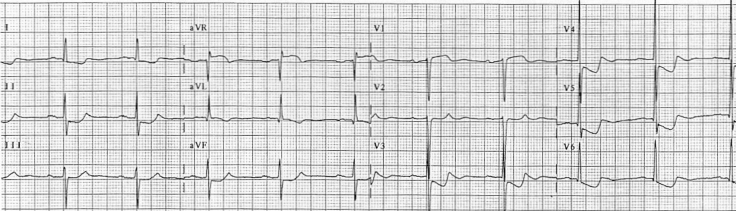 I aVR V1 V4
II aVL V2 V5
III aVF V3 V6